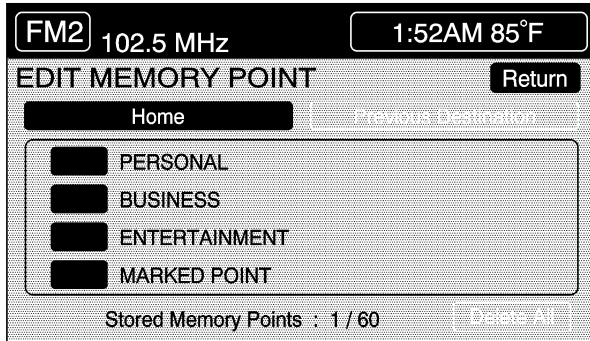 FM2 102.5 MHz 1:52AM 85°F
EDIT MEMORY POINT Return
Home Previous Destination
PERSONAL
BUSINESS
ENTERTAINMENT
MARKED POINT
Stored Memory Points : 1 / 60 Delete All